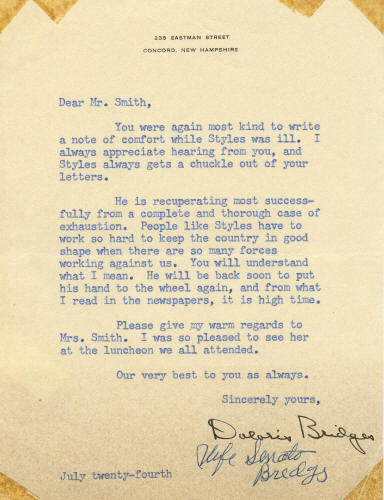 235 EASTMAN STREET
CONCORD, NEW HAMPSHIRE
Dear Mr. Smith,
You were again most kind to write
a note of comfort while Styles was ill. I
always appreciate hearing from you, and
Styles always gets a chuckle out of your
letters.
He is recuperating most success-
fully from a complete and thorough case of
exhaustion. People like Styles have to
work so hard to keep the country in good
shape when there are so many forces
working against us. You will understand
what I mean. He will be back soon to put
his hand to the wheel again, and from what
I read in the newspapers, it is high time.
Please give my warm regards to
Mrs. Smith. I was so pleased to see her
at the luncheon we all attended.
Our very best to you as always.
Sincerely yours,
Doloris Bridges
Wife Senato
Bredgs
July twenty-fourth